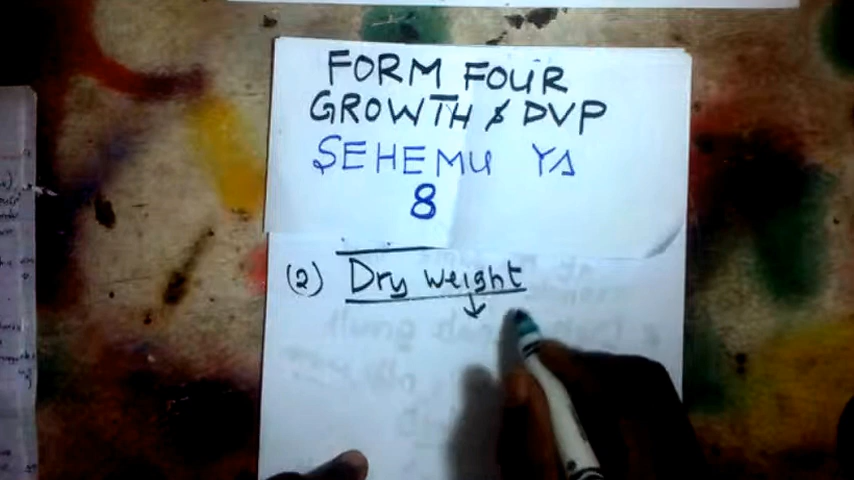 FORM FOUR
GROWTH & DVP
SEHEMU YA
8
(2) Dry weight